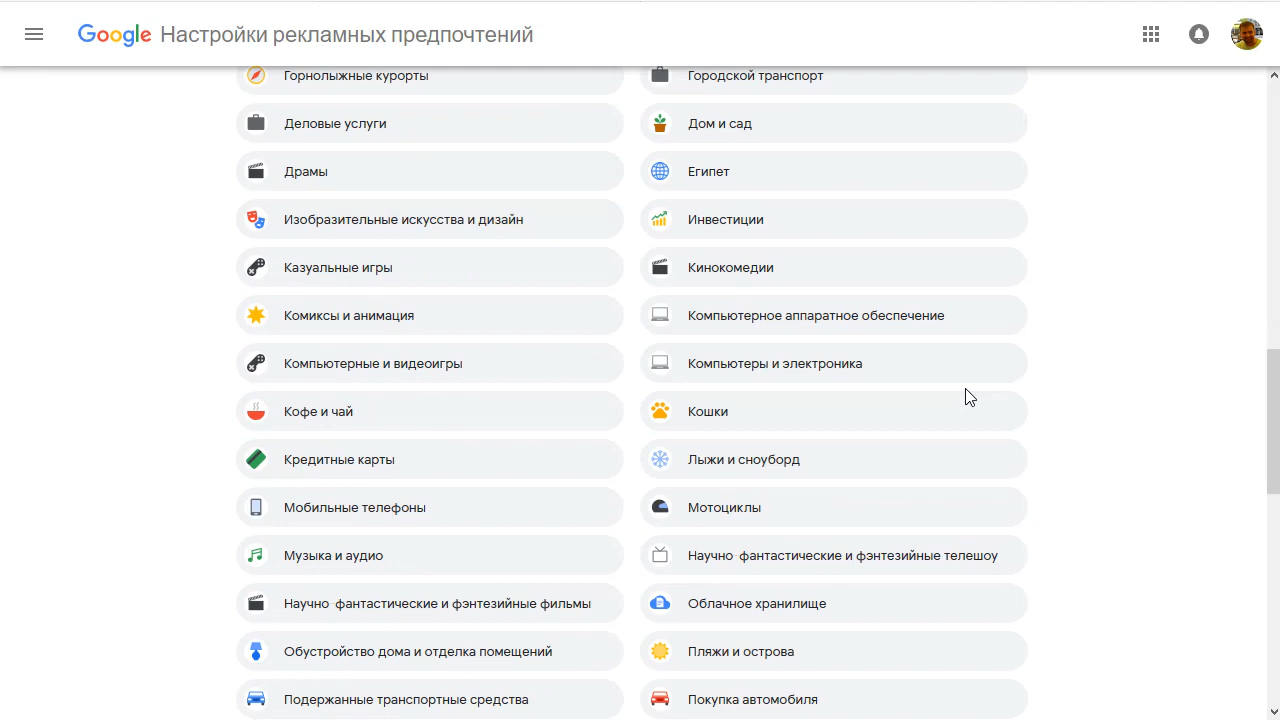 Google Настройки рекламных предпочтений
Горнолыжные курорты
Городской транспорт
Деловые услуги
Дом и сад
Драмы
Египет
Изобразительные искусства и дизайн
Инвестиции
Казуальные игры
Кинокомедии
Комиксы и анимация
Компьютерное аппаратное обеспечение
Компьютерные и видеоигры
Компьютеры и электроника
Кофе и чай
Кошки
Кредитные карты
Лыжи и сноуборд
Мобильные телефоны
Мотоциклы
Музыка и аудио
Научно-фантастические и фэнтезийные телешоу
Научно-фантастические и фэнтезийные фильмы
Облачное хранилище
Обустройство дома и отделка помещений
Пляжи и острова
Подержанные транспортные средства
Покупка автомобиля